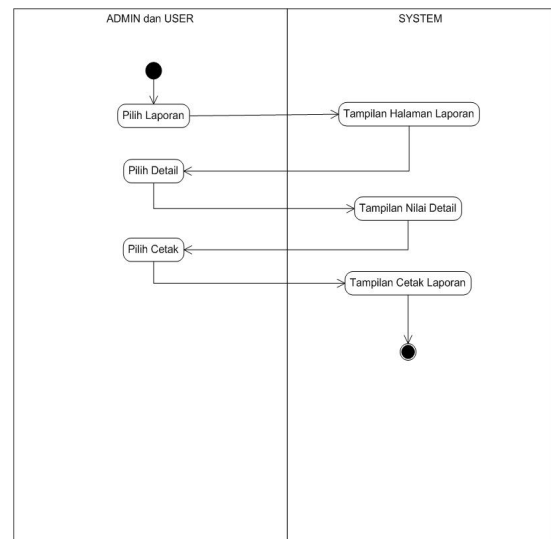 ADMIN dan USER
SYSTEM
Pilih Laporan
Tampilan Halaman Laporan
Pilih Detail
Tampilan Nilai Detail
Pilih Cetak
Tampilan Cetak Laporan